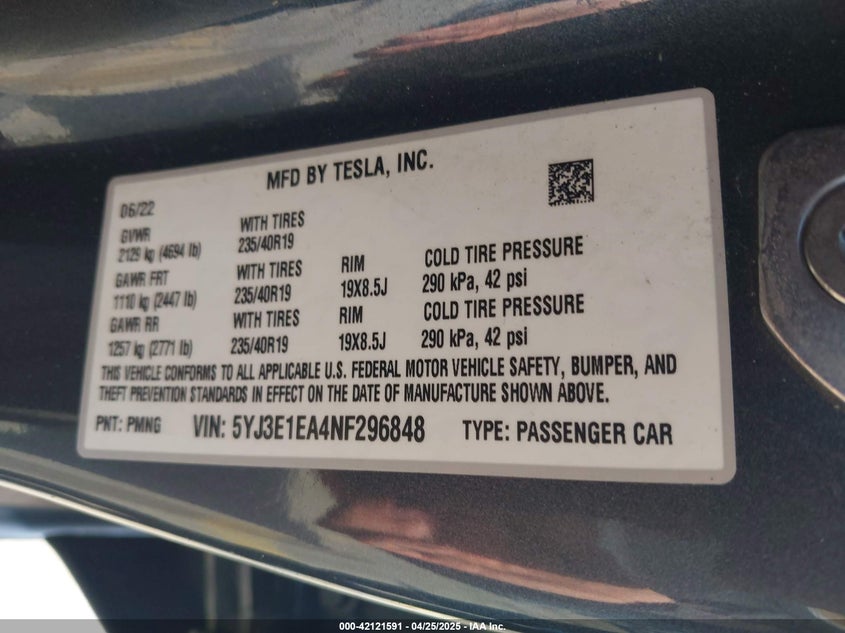 MFD BY TESLA, INC.
06/22
GVWR WITH TIRES
2129 kg (4694 lb) 235/40R19
GAWR FRT WITH TIRES RIM COLD TIRE PRESSURE
1110 kg (2447 lb) 235/40R19 19X8.5J 290 kPa, 42 psi
GAWR RR WITH TIRES RIM COLD TIRE PRESSURE
1257 kg (2771 lb) 235/40R19 19X8.5J 290 kPa, 42 psi
THIS VEHICLE CONFORMS TO ALL APPLICABLE U.S. FEDERAL MOTOR VEHICLE SAFETY, BUMPER, AND
THEFT PREVENTION STANDARDS IN EFFECT ON THE DATE OF MANUFACTURE SHOWN ABOVE.
PNT: PMNG VIN: 5YJ3E1EA4NF296848 TYPE: PASSENGER CAR
000-42121591 - 04/25/2025 - IAA Inc.